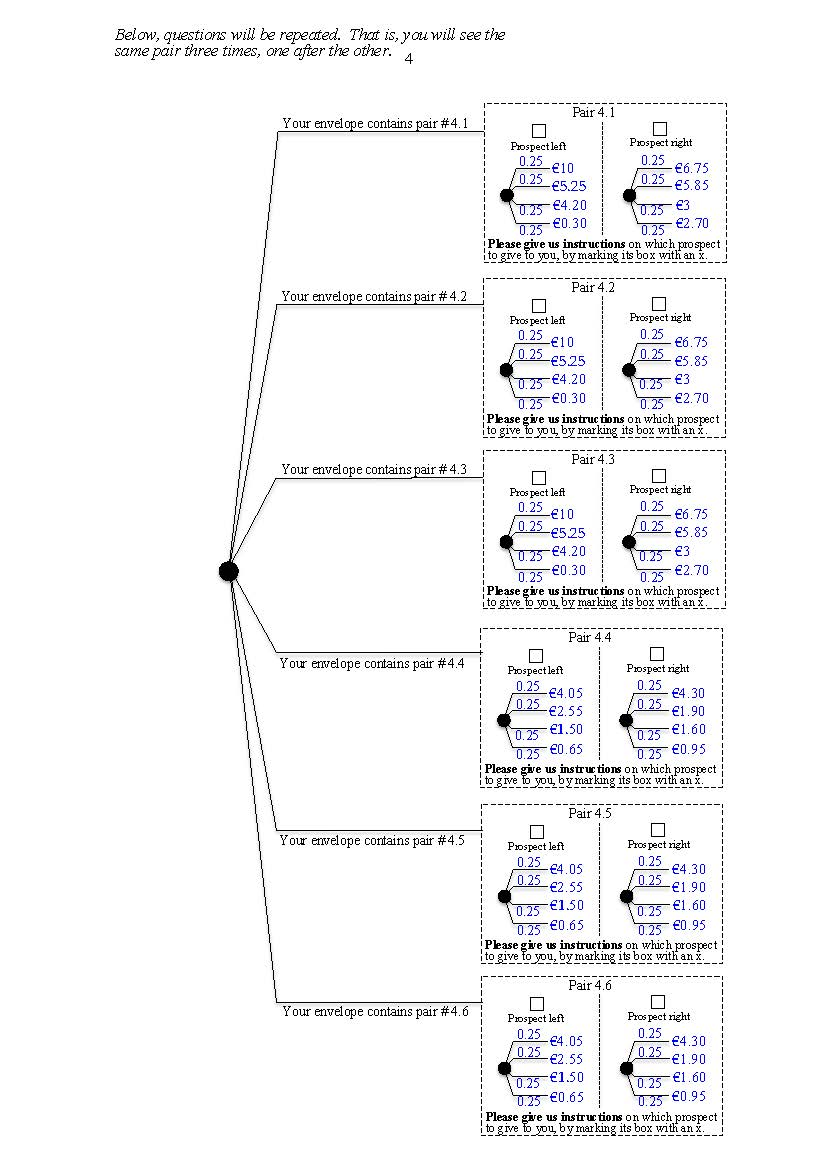 Below, questions will be repeated. That is, you will see the
same pair three times, one after the other.
4
Your envelope contains pair #4.1
Pair 4.1
Prospect left
Prospect right
0.25 €10
0.25 €5.25
0.25 €4.20
0.25 €0.30
0.25 €6.75
0.25 €5.85
0.25 €3
0.25 €2.70
Please give us instructions on which prospect
to give to you, by marking its box with an x.
Your envelope contains pair #4.2
Pair 4.2
Prospect left
Prospect right
0.25 €10
0.25 €5.25
0.25 €4.20
0.25 €0.30
0.25 €6.75
0.25 €5.85
0.25 €3
0.25 €2.70
Please give us instructions on which prospect
to give to you, by marking its box with an x.
Your envelope contains pair #4.3
Pair 4.3
Prospect left
Prospect right
0.25 €10
0.25 €5.25
0.25 €4.20
0.25 €0.30
0.25 €6.75
0.25 €5.85
0.25 €3
0.25 €2.70
Please give us instructions on which prospect
to give to you, by marking its box with an x.
Your envelope contains pair #4.4
Pair 4.4
Prospect left
Prospect right
0.25 €4.05
0.25 €2.55
0.25 €1.50
0.25 €0.65
0.25 €4.30
0.25 €1.90
0.25 €1.60
0.25 €0.95
Please give us instructions on which prospect
to give to you, by marking its box with an x.
Your envelope contains pair #4.5
Pair 4.5
Prospect left
Prospect right
0.25 €4.05
0.25 €2.55
0.25 €1.50
0.25 €0.65
0.25 €4.30
0.25 €1.90
0.25 €1.60
0.25 €0.95
Please give us instructions on which prospect
to give to you, by marking its box with an x.
Your envelope contains pair #4.6
Pair 4.6
Prospect left
Prospect right
0.25 €4.05
0.25 €2.55
0.25 €1.50
0.25 €0.65
0.25 €4.30
0.25 €1.90
0.25 €1.60
0.25 €0.95
Please give us instructions on which prospect
to give to you, by marking its box with an x.